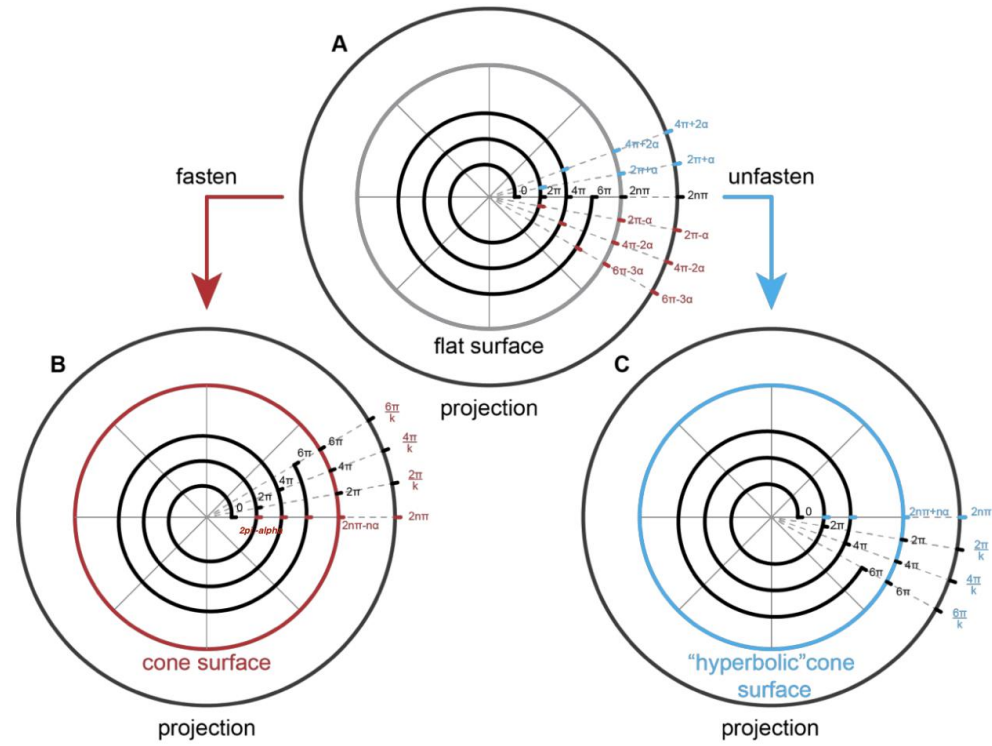 A
4π+2α
4π+2α
fasten
2π+α
unfasten
2π+α
0
2π
4π
6π
2nπ
2nπ
2π-α
2π-α
4π-2α
4π-2α
6π-3α
6π-3α
flat surface
projection
B
6π
k
6π
6π
4π
k
4π
4π
2π
k
2π
2π
0
2nπ-nα
2nπ
cone surface
projection
C
0
2nπ+nα
2nπ
2π
2π
2π
k
4π
4π
4π
k
6π
6π
6π
k
“hyperbolic”cone
surface
projection